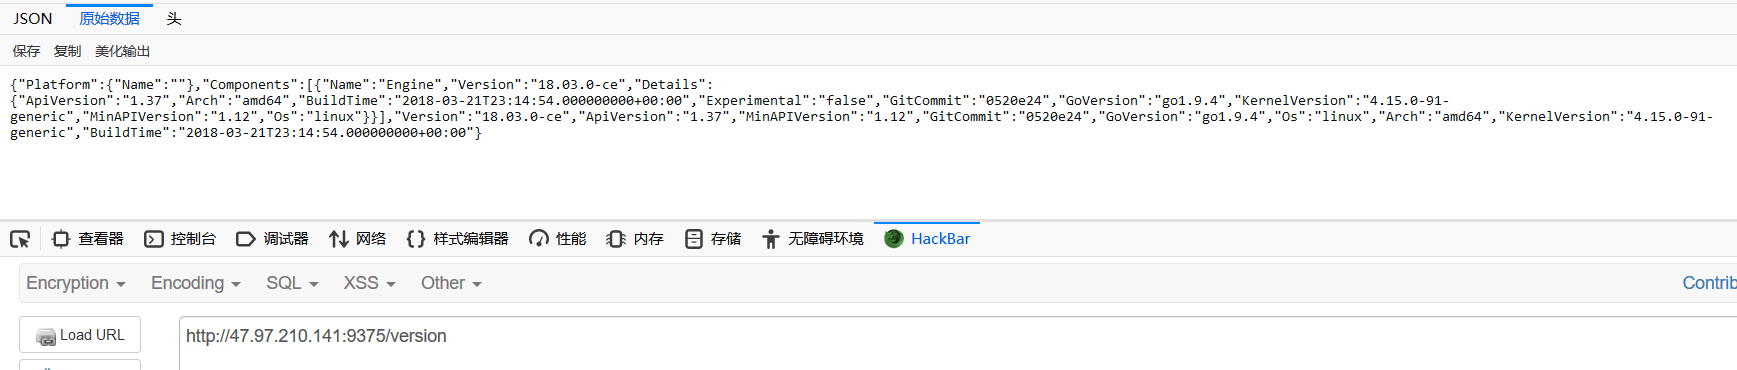 JSON 原始数据 头
保存 复制 美化输出
{"Platform":{"Name":""},"Components":[{"Name":"Engine","Version":"18.03.0-ce","Details":
{"ApiVersion":"1.37","Arch":"amd64","BuildTime":"2018-03-21T23:14:54.000000000+00:00","Experimental":"false","GitCommit":"0520e24","GoVersion":"go1.9.4","KernelVersion":"4.15.0-91-
generic","MinAPIVersion":"1.12","Os":"linux"}}],"Version":"18.03.0-ce","ApiVersion":"1.37","MinAPIVersion":"1.12","GitCommit":"0520e24","GoVersion":"go1.9.4","Os":"linux","Arch":"amd64","KernelVersion":"4.15.0-91-
generic","BuildTime":"2018-03-21T23:14:54.000000000+00:00"}
查看器 控制台 调试器 网络 样式编辑器 性能 内存 存储 无障碍环境 HackBar
Encryption Encoding SQL XSS Other Contrib
Load URL http://47.97.210.141:9375/version